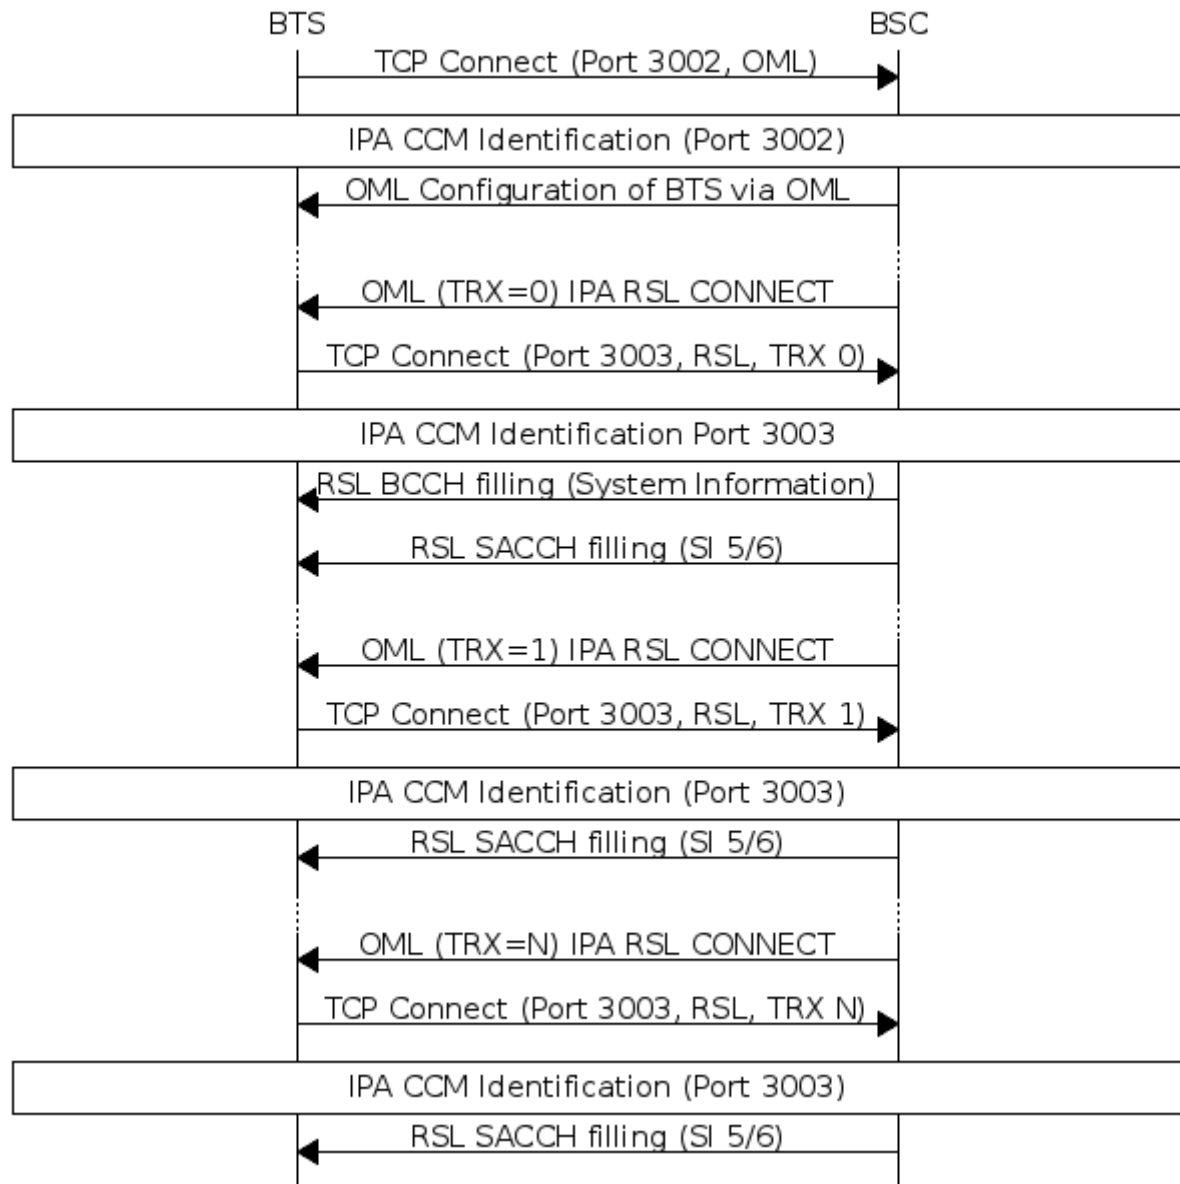 BTS BSC
TCP Connect (Port 3002, OML)
IPA CCM Identification (Port 3002)
OML Configuration of BTS via OML
OML (TRX=0) IPA RSL CONNECT
TCP Connect (Port 3003, RSL, TRX 0)
IPA CCM Identification Port 3003
RSL BCCH filling (System Information)
RSL SACCH filling (SI 5/6)
OML (TRX=1) IPA RSL CONNECT
TCP Connect (Port 3003, RSL, TRX 1)
IPA CCM Identification (Port 3003)
RSL SACCH filling (SI 5/6)
OML (TRX=N) IPA RSL CONNECT
TCP Connect (Port 3003, RSL, TRX N)
IPA CCM Identification (Port 3003)
RSL SACCH filling (SI 5/6)